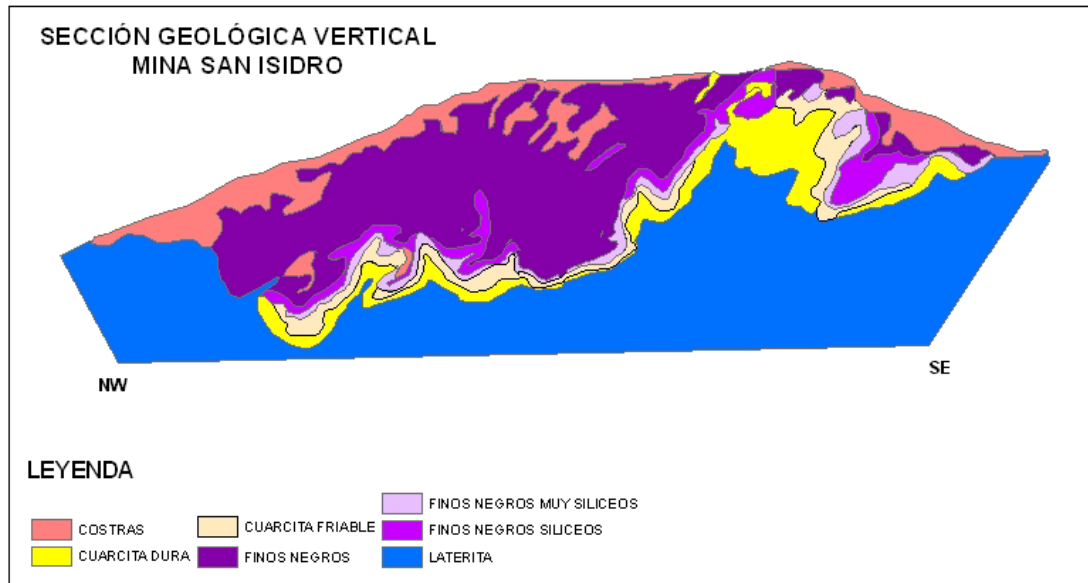 SECCIÓN GEOLÓGICA VERTICAL
MINA SAN ISIDRO
NW
SE
LEYENDA
COSTRAS
CUARCITA DURA
CUARCITA FRIABLE
FINOS NEGROS
FINOS NEGROS MUY SILICEOS
FINOS NEGROS SILICEOS
LATERITA